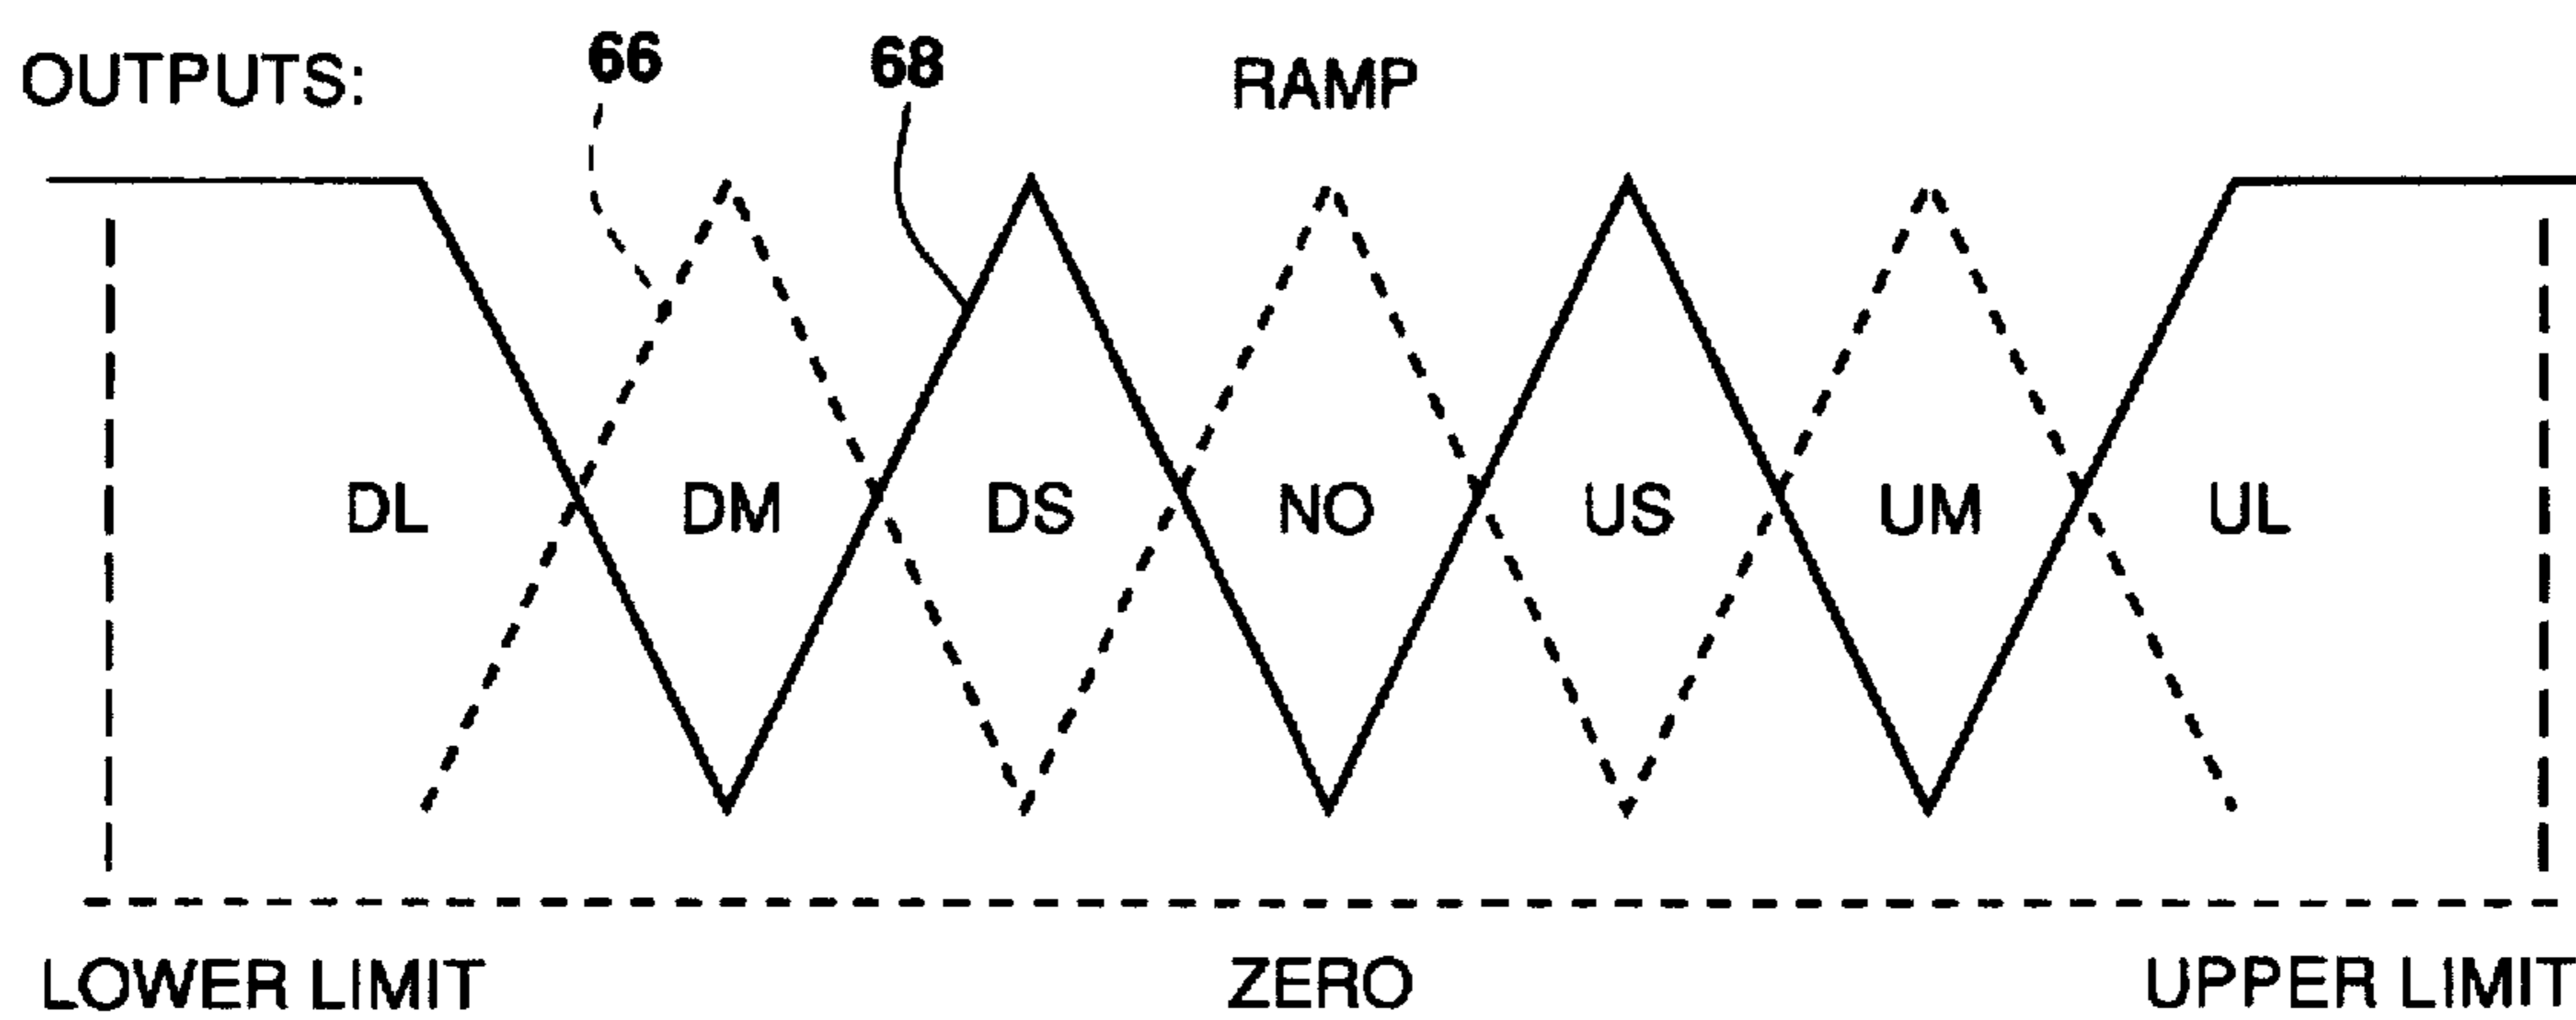 OUTPUTS: 66 68 RAMP
DL DM DS NO US UM UL
LOWER LIMIT ZERO UPPER LIMIT